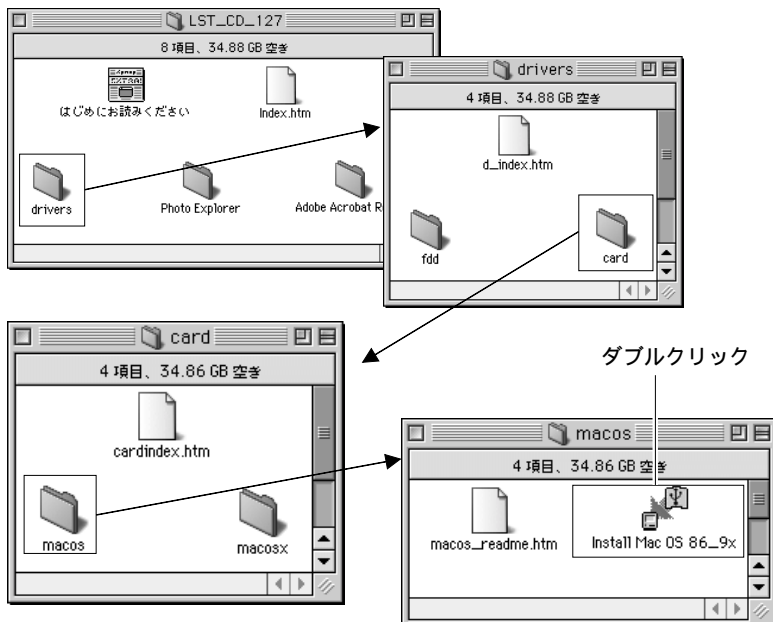 LST_CD_127
8 項目、34.88 GB 空き
はじめにお読みください
Index.htm
drivers
Photo Explorer
Adobe Acrobat R
drivers
4 項目、34.88 GB 空き
d_index.htm
fdd
card
card
4 項目、34.86 GB 空き
cardindex.htm
macos
macosx
ダブルクリック
macos
4 項目、34.86 GB 空き
macos_readme.htm
Install Mac OS 86_9x